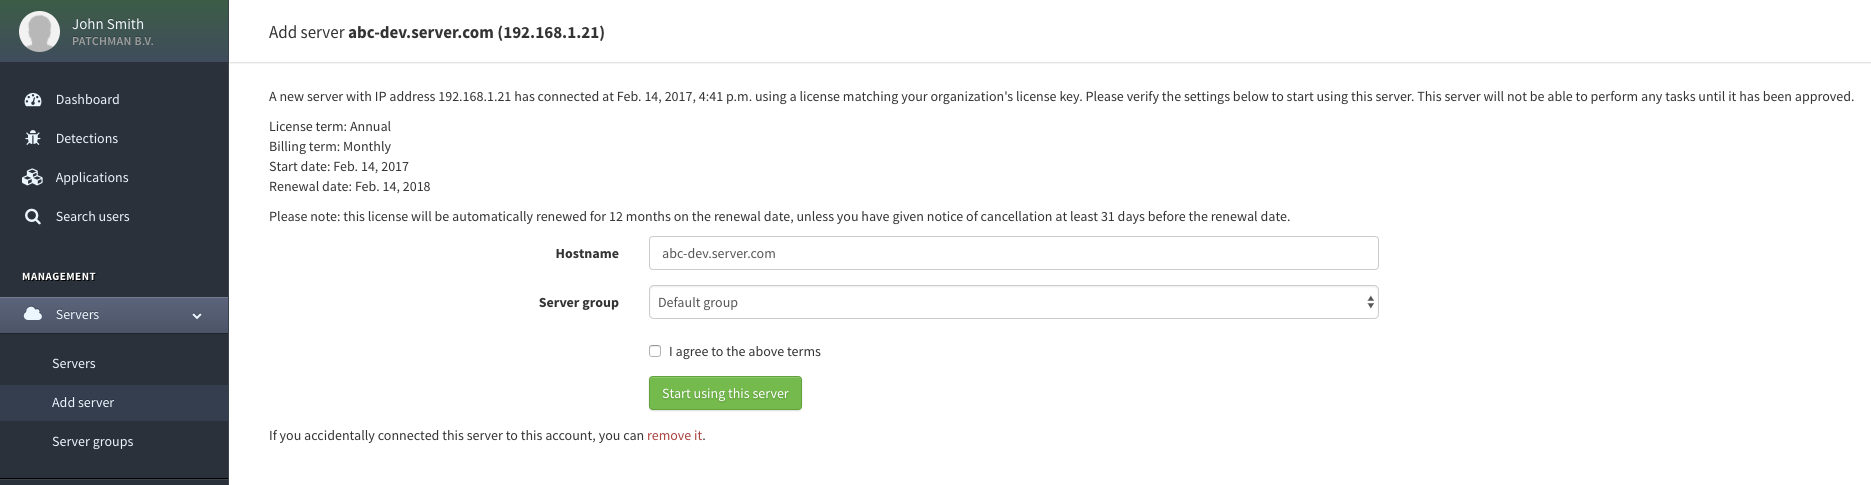 John Smith
PATCHMAN B.V.
Dashboard
Detections
Applications
Search users
MANAGEMENT
Servers
Servers
Add server
Server groups
Add server abc-dev.server.com (192.168.1.21)
A new server with IP address 192.168.1.21 has connected at Feb. 14, 2017, 4:41 p.m. using a license matching your organization's license key. Please verify the settings below to start using this server. This server will not be able to perform any tasks until it has been approved.
License term: Annual
Billing term: Monthly
Start date: Feb. 14, 2017
Renewal date: Feb. 14, 2018
Please note: this license will be automatically renewed for 12 months on the renewal date, unless you have given notice of cancellation at least 31 days before the renewal date.
Hostname abc-dev.server.com
Server group Default group
I agree to the above terms
Start using this server
If you accidentally connected this server to this account, you can remove it.